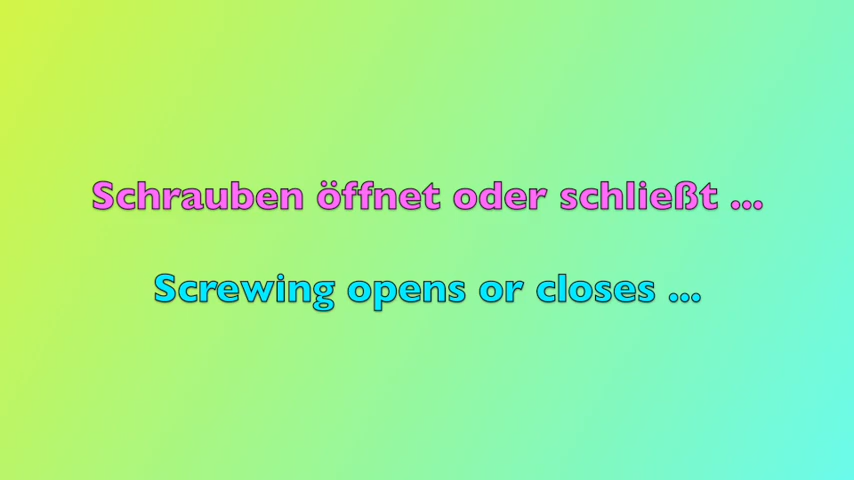 Schrauben öffnet oder schließt ...
Screwing opens or closes ...